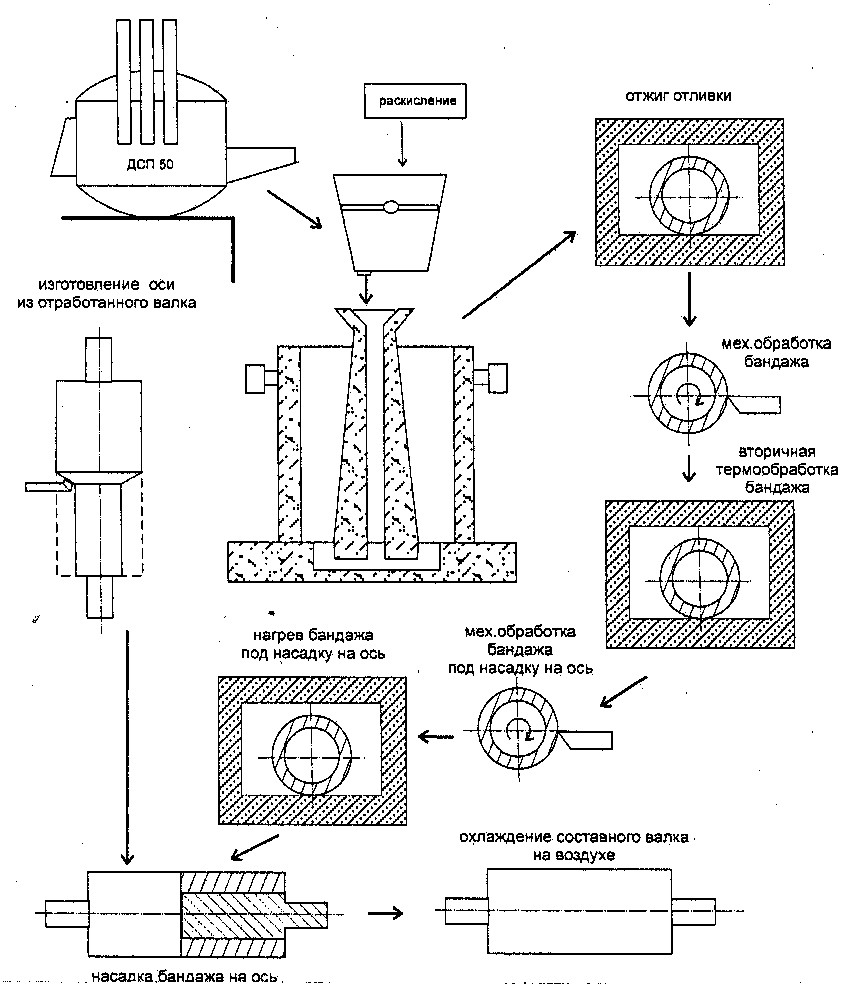 ДСП 50
раскисление
отжиг отливки
изготовление оси
из отработанного валка
мех.обработка
бандажа
вторичная
термообработка
бандажа
нагрев бандажа
под насадку на ось
мех.обработка
бандажа
под насадку на ось
охлаждение составного валка
на воздухе
насадка бандажа на ось